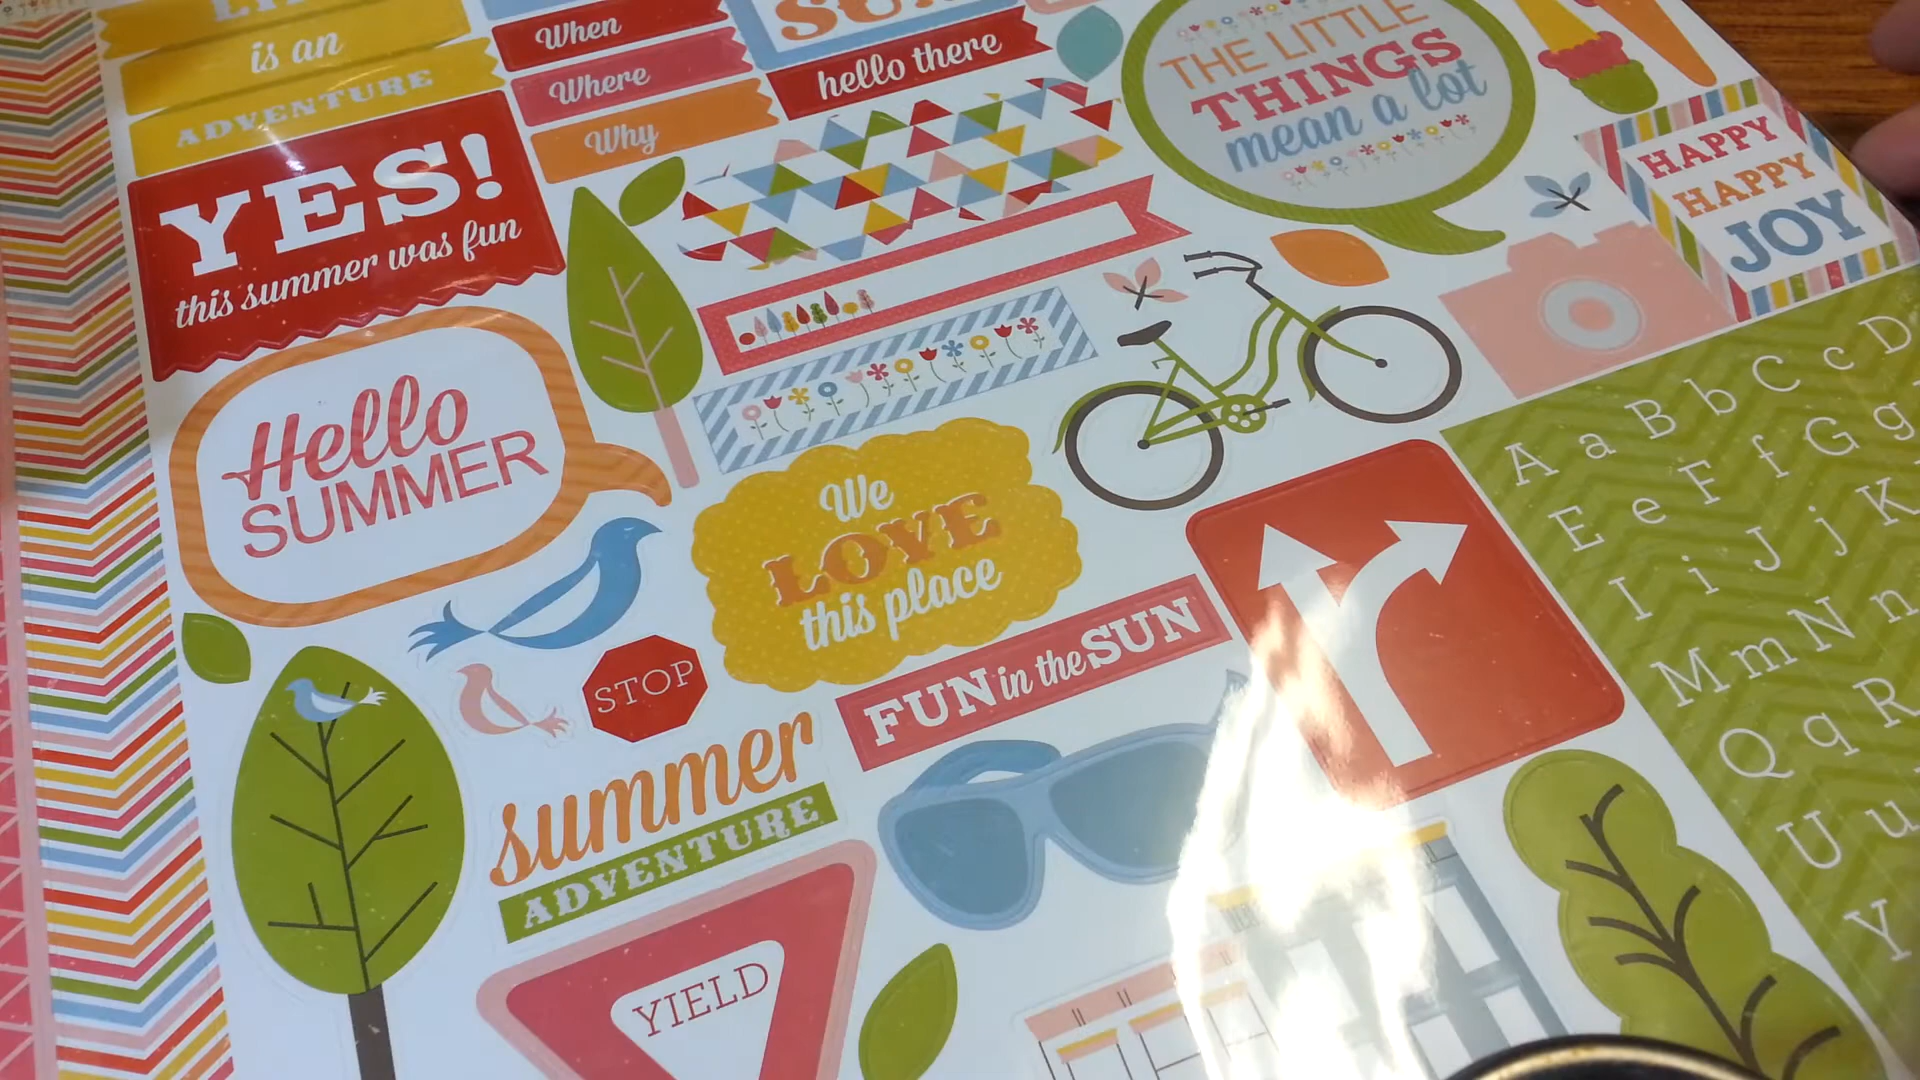 is an
ADVENTURE
When
Where
Why
hello there
THE LITTLE
THINGS
mean a lot
HAPPY
HAPPY
JOY
YES!
this summer was fun
Hello
SUMMER
We
LOVE
this place
STOP
FUN in the SUN
summer
ADVENTURE
YIELD
A a B b C c D
E e F f G g
I i J j K
M m N n
Q q R
U u
Y